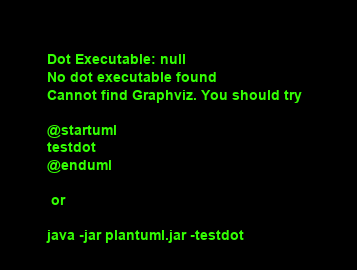 Dot Executable: null
No dot executable found
Cannot find Graphviz. You should try
@startuml
testdot
@enduml
or
java -jar plantuml.jar -testdot